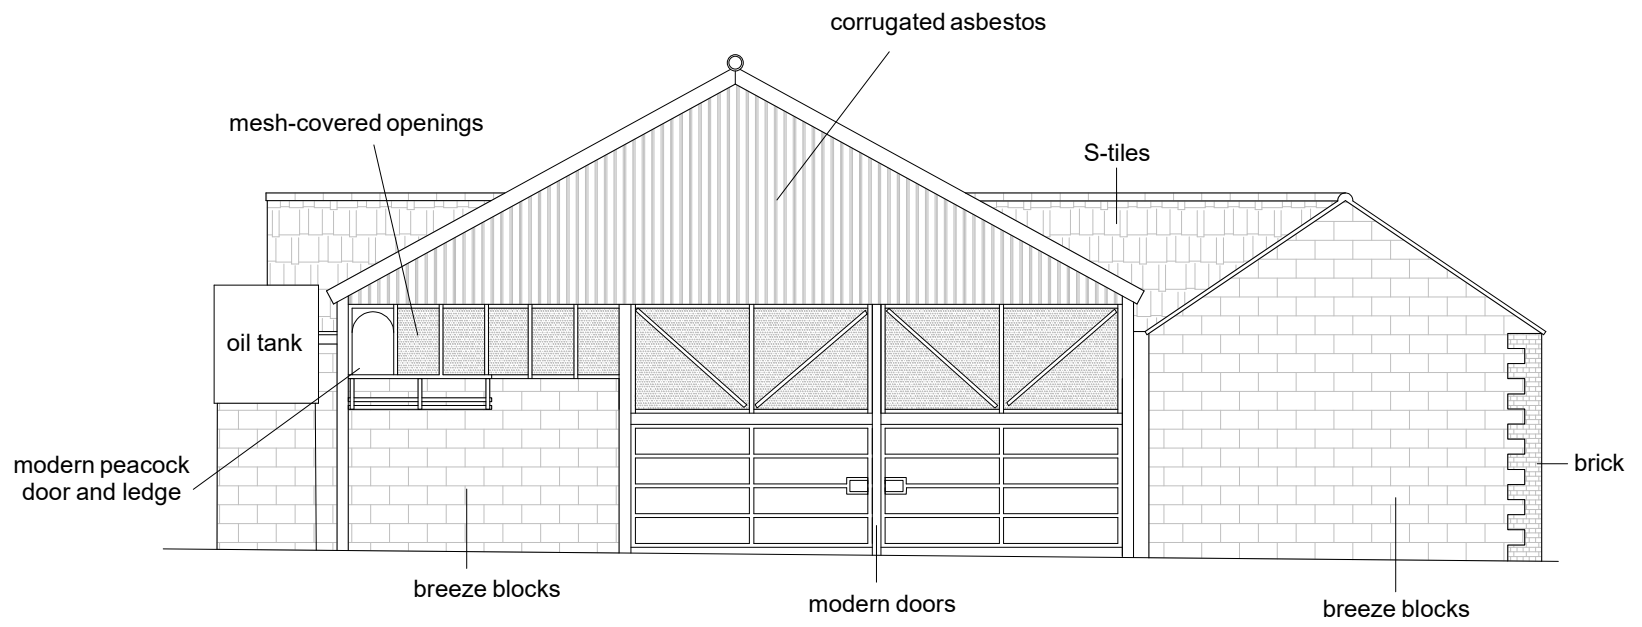 corrugated asbestos
mesh-covered openings
S-tiles
oil tank
modern peacock
door and ledge
brick
breeze blocks
modern doors
breeze blocks